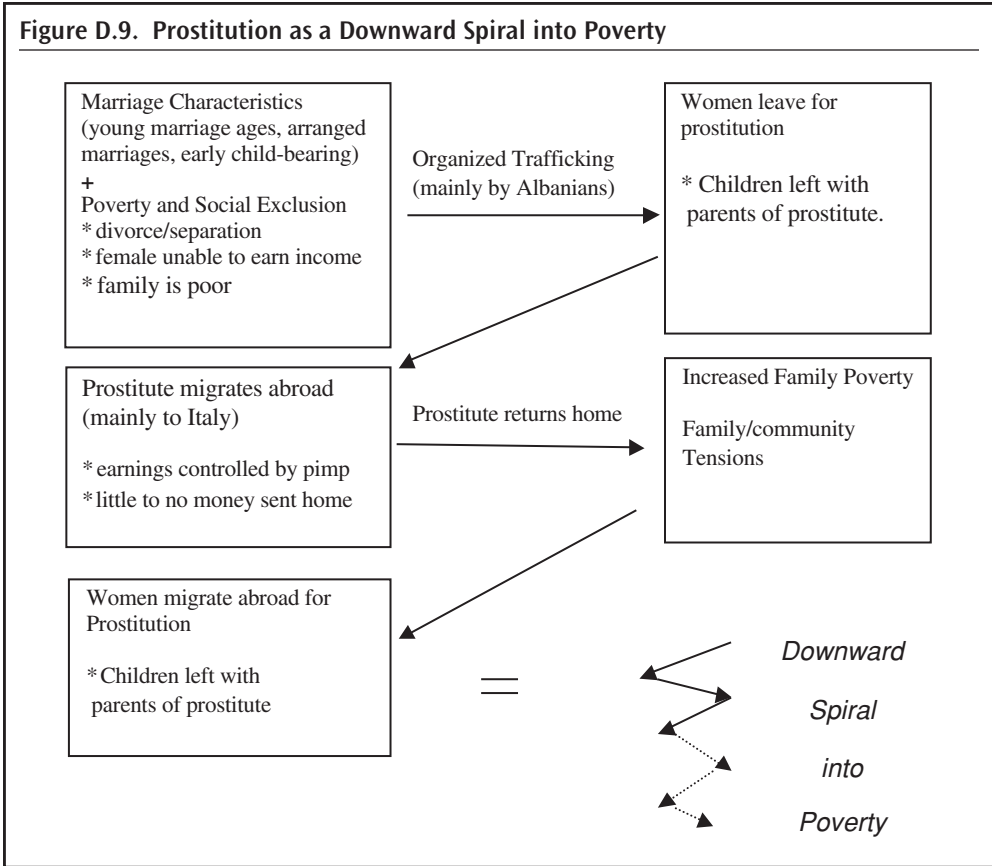 Figure D.9. Prostitution as a Downward Spiral into Poverty
Marriage Characteristics
(young marriage ages, arranged
marriages, early child-bearing)
+
Poverty and Social Exclusion
* divorce/separation
* female unable to earn income
* family is poor
Organized Trafficking
(mainly by Albanians)
Women leave for
prostitution
* Children left with
parents of prostitute.
Prostitute migrates abroad
(mainly to Italy)
* earnings controlled by pimp
* little to no money sent home
Prostitute returns home
Increased Family Poverty
Family/community
Tensions
Women migrate abroad for
Prostitution
* Children left with
parents of prostitute
=
Downward
Spiral
into
Poverty